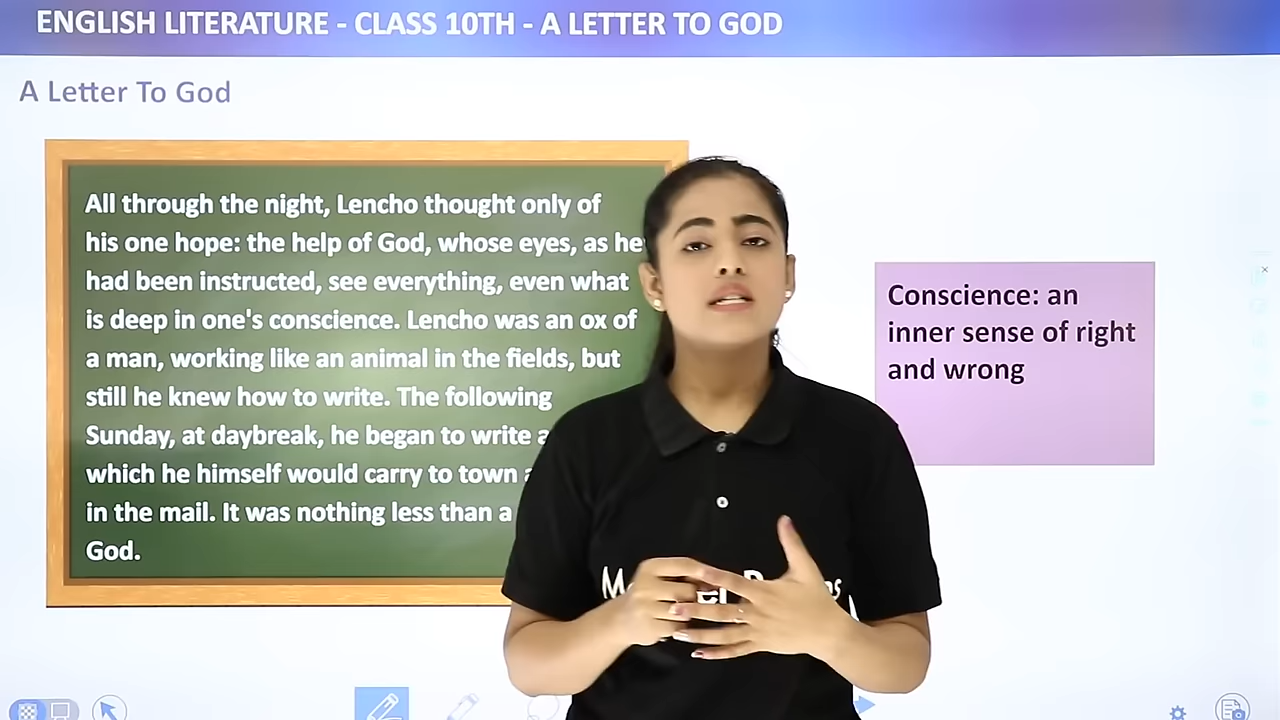 ENGLISH LITERATURE - CLASS 10TH - A LETTER TO GOD
A Letter To God
All through the night, Lencho thought only of
his one hope: the help of God, whose eyes, as he
had been instructed, see everything, even what
is deep in one's conscience. Lencho was an ox of
a man, working like an animal in the fields, but
still he knew how to write. The following
Sunday, at daybreak, he began to write a
which he himself would carry to town
in the mail. It was nothing less than a
God.
Conscience: an
inner sense of right
and wrong